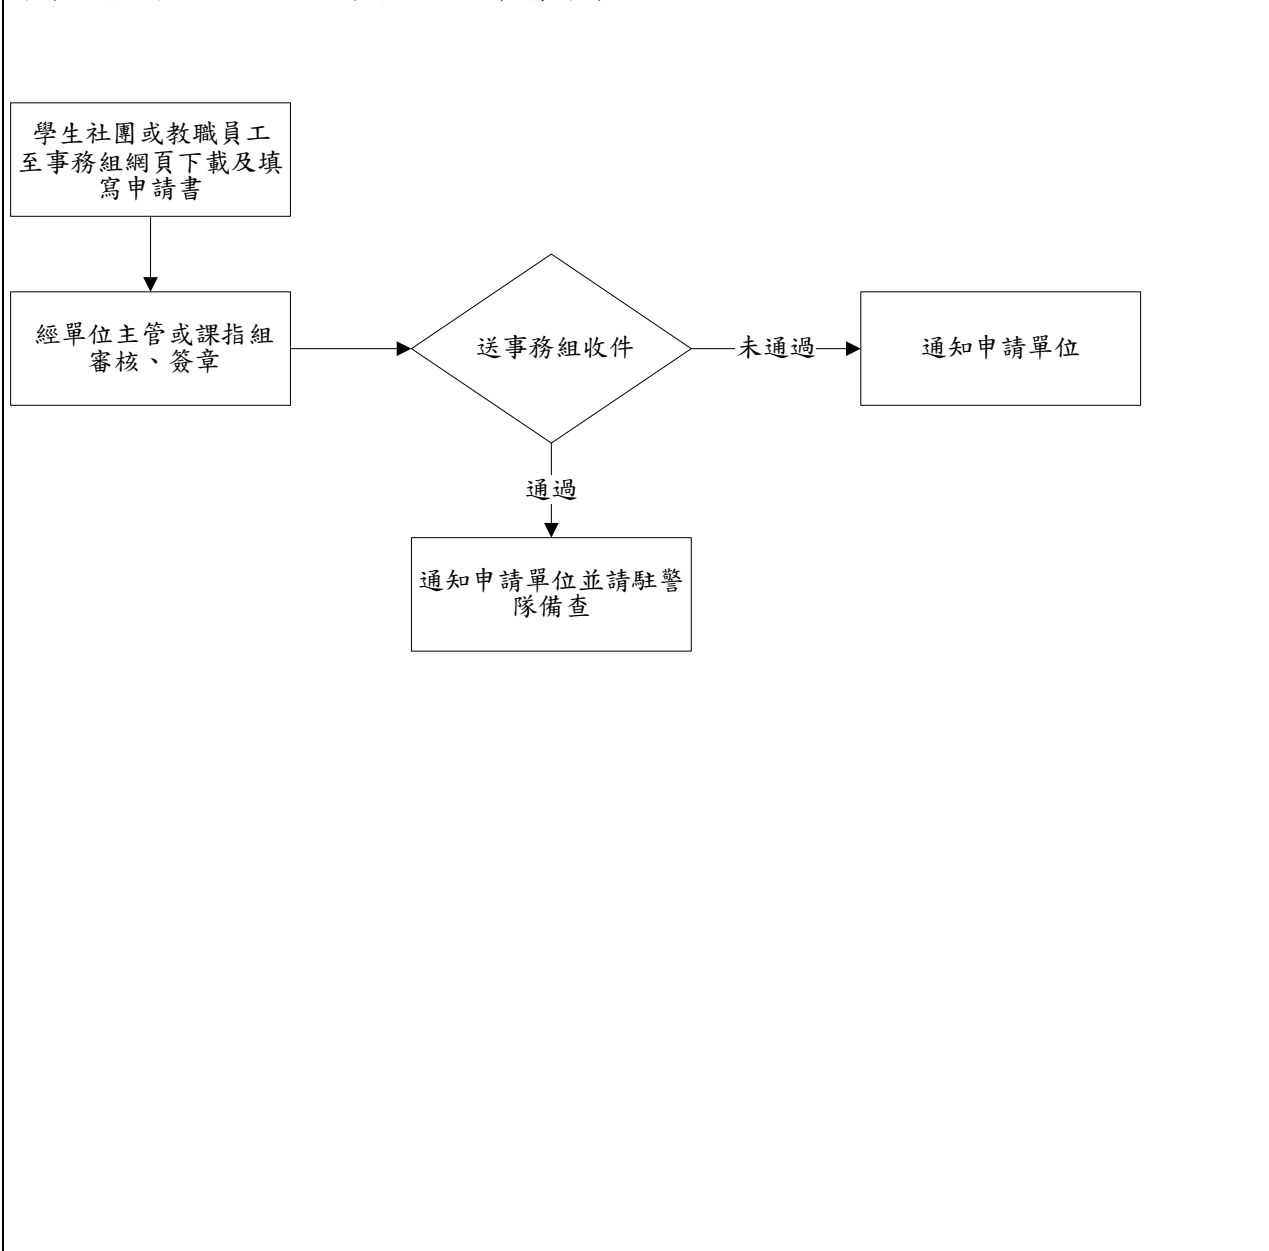 學生社團或教職員工
至事務組網頁下載及填
寫申請書
經單位主管或課指組
審核、簽章
送事務組收件
未通過
通知申請單位
通過
通知申請單位並請駐警
隊備查